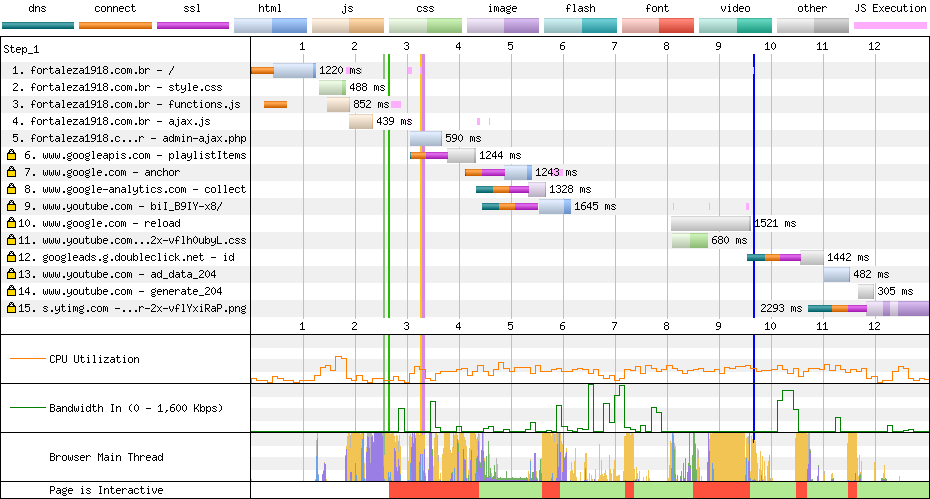 dns connect ssl html js css image flash font video other JS Execution
Step_1 1 2 3 4 5 6 7 8 9 10 11 12
1. fortaleza1918.com.br - / 1220 ms
2. fortaleza1918.com.br - style.css 488 ms
3. fortaleza1918.com.br - functions.js 852 ms
4. fortaleza1918.com.br - ajax.js 439 ms
5. fortaleza1918.c...r - admin-ajax.php 590 ms
6. www.googleapis.com - playlistItems 1244 ms
7. www.google.com - anchor 1243 ms
8. www.google-analytics.com - collect 1328 ms
9. www.youtube.com - biI_B9IY-x8/ 1645 ms
10. www.google.com - reload 1521 ms
11. www.youtube.com...2x-vflhOubyL.css 680 ms
12. googleads.g.doubleclick.net - id 1442 ms
13. www.youtube.com - ad_data_204 482 ms
14. www.youtube.com - generate_204 305 ms
15. s.ytimg.com -...r-2x-vflYxiRaP.png 2293 ms
1 2 3 4 5 6 7 8 9 10 11 12
CPU Utilization
Bandwidth In (0 - 1,600 Kbps)
Browser Main Thread
Page is Interactive